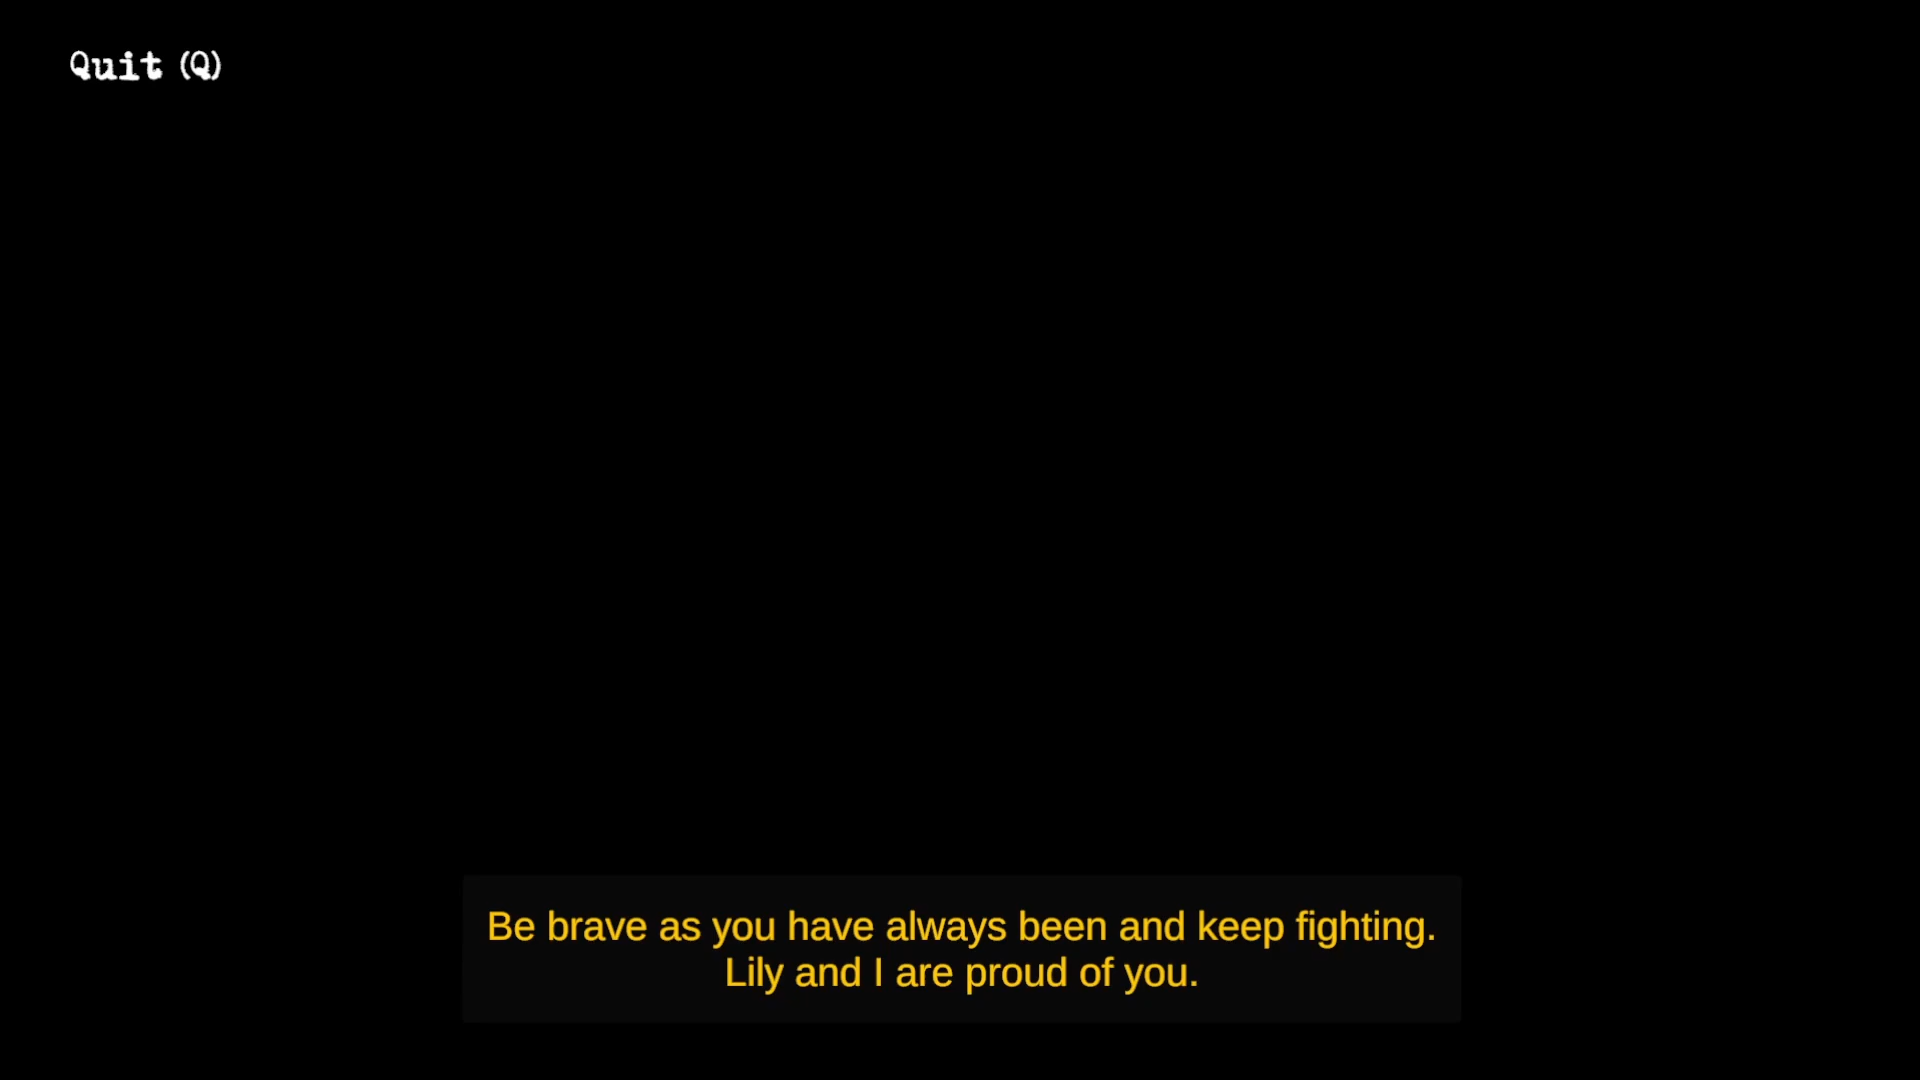 Quit (Q)
Be brave as you have always been and keep fighting.
Lily and I are proud of you.